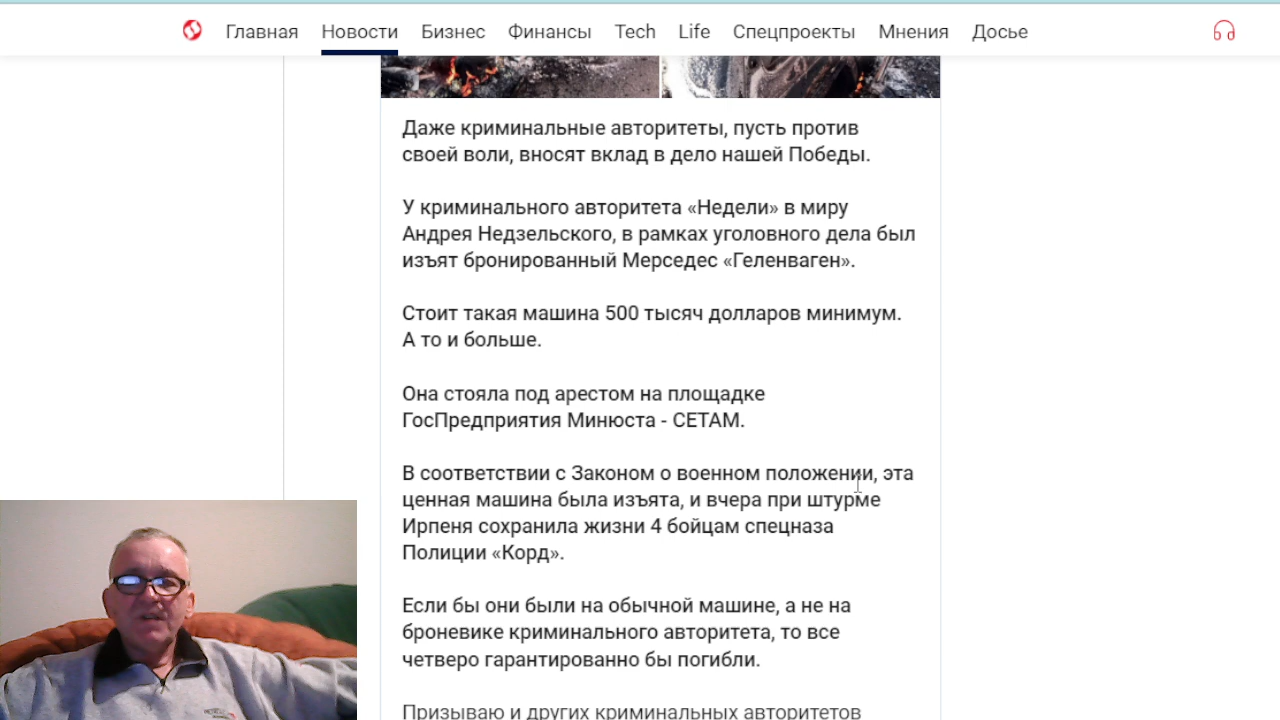 Главная Новости Бизнес Финансы Tech Life Спецпроекты Мнения Досье
Даже криминальные авторитеты, пусть против
своей воли, вносят вклад в дело нашей Победы.
У криминального авторитета «Недели» в миру
Андрея Недзельского, в рамках уголовного дела был
изъят бронированный Мерседес «Геленваген».
Стоит такая машина 500 тысяч долларов минимум.
А то и больше.
Она стояла под арестом на площадке
ГосПредприятия Минюста - СЕТАМ.
В соответствии с Законом о военном положении, эта
ценная машина была изъята, и вчера при штурме
Ирпеня сохранила жизни 4 бойцам спецназа
Полиции «Корд».
Если бы они были на обычной машине, а не на
броневике криминального авторитета, то все
четверо гарантированно бы погибли.
Призываю и других криминальных авторитетов